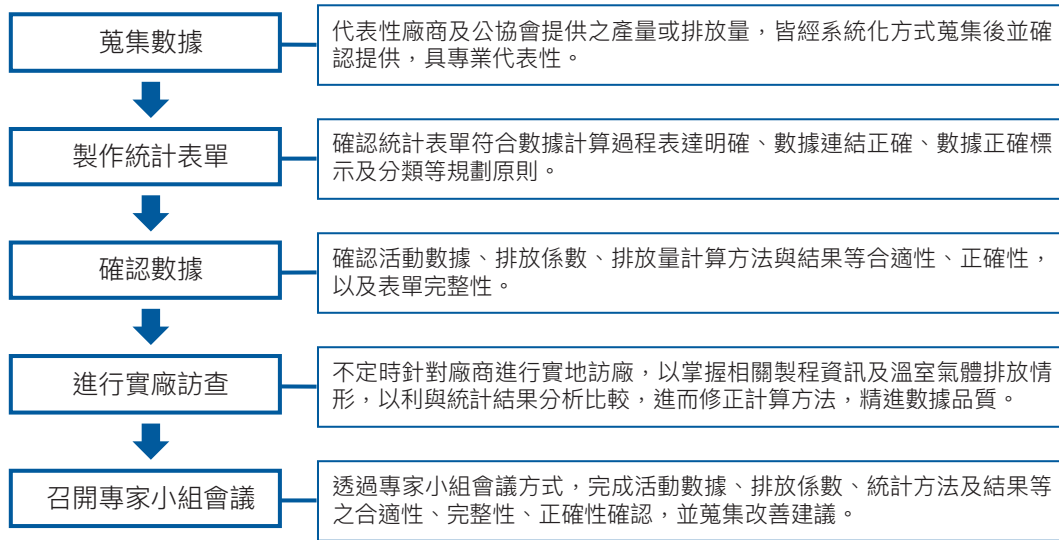 蒐集數據
代表性廠商及公協會提供之產量或排放量，皆經系統化方式蒐集後並確
認提供，具專業代表性。
製作統計表單
確認統計表單符合數據計算過程表達明確、數據連結正確、數據正確標
示及分類等規劃原則。
確認數據
確認活動數據、排放係數、排放量計算方法與結果等合適性、正確性，
以及表單完整性。
進行實廠訪查
不定時針對廠商進行實地訪廠，以掌握相關製程資訊及溫室氣體排放情
形，以利與統計結果分析比較，進而修正計算方法，精進數據品質。
召開專家小組會議
透過專家小組會議方式，完成活動數據、排放係數、統計方法及結果等
之合適性、完整性、正確性確認，並蒐集改善建議。